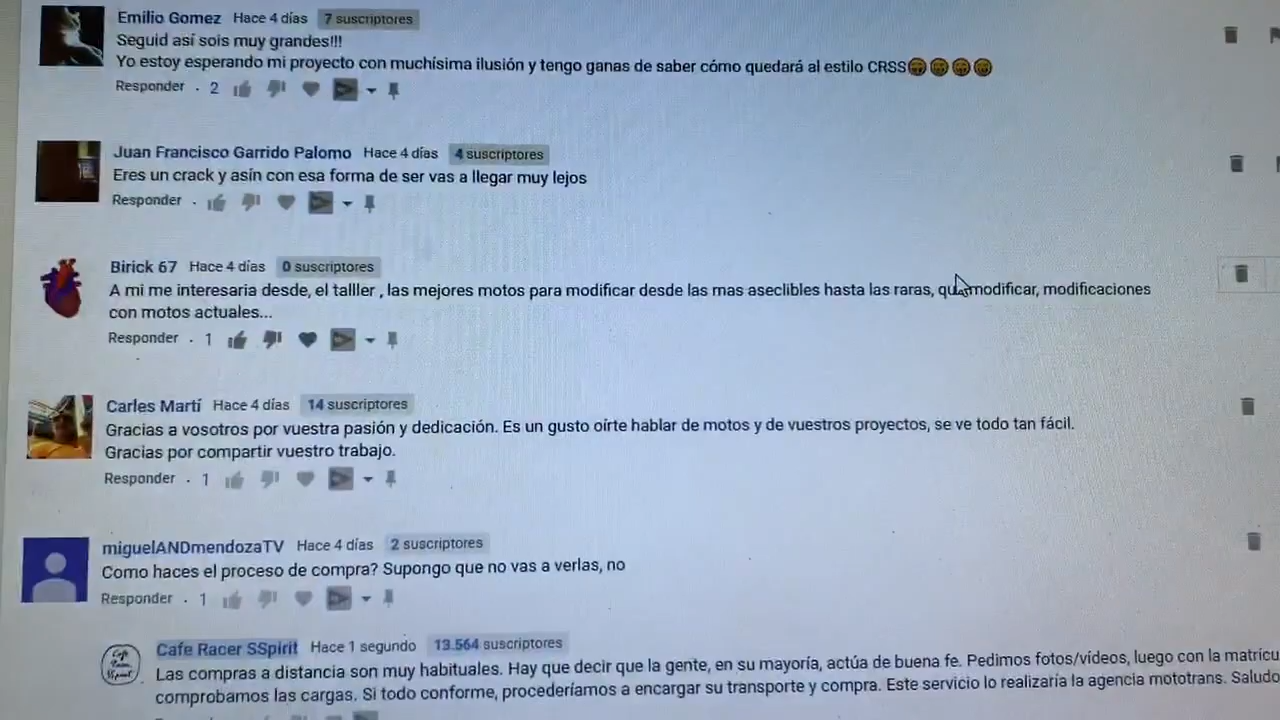 Emilio Gomez Hace 4 días 7 suscriptores
Seguid así sois muy grandes!!!
Yo estoy esperando mi proyecto con muchísima ilusión y tengo ganas de saber cómo quedará al estilo CRSS
Responder · 2
Juan Francisco Garrido Palomo Hace 4 días 4 suscriptores
Eres un crack y asín con esa forma de ser vas a llegar muy lejos
Responder ·
Birick 67 Hace 4 días 0 suscriptores
A mi me interesaria desde, el talller , las mejores motos para modificar desde las mas aseclibles hasta las raras, modificar, modificaciones
con motos actuales...
Responder · 1
Carles Martí Hace 4 días 14 suscriptores
Gracias a vosotros por vuestra pasión y dedicación. Es un gusto oírte hablar de motos y de vuestros proyectos, se ve todo tan fácil.
Gracias por compartir vuestro trabajo.
Responder · 1
miguelANDmendozaTV Hace 4 días 2 suscriptores
Como haces el proceso de compra? Supongo que no vas a verlas, no
Responder · 1
Cafe Racer SSpirit Hace 1 segundo 13.564 suscriptores
Las compras a distancia son muy habituales. Hay que decir que la gente, en su mayoría, actúa de buena fe. Pedimos fotos/vídeos, luego con la matrícu
comprobamos las cargas. Si todo conforme, procederíamos a encargar su transporte y compra. Este servicio lo realizaría la agencia mototrans. Saludo